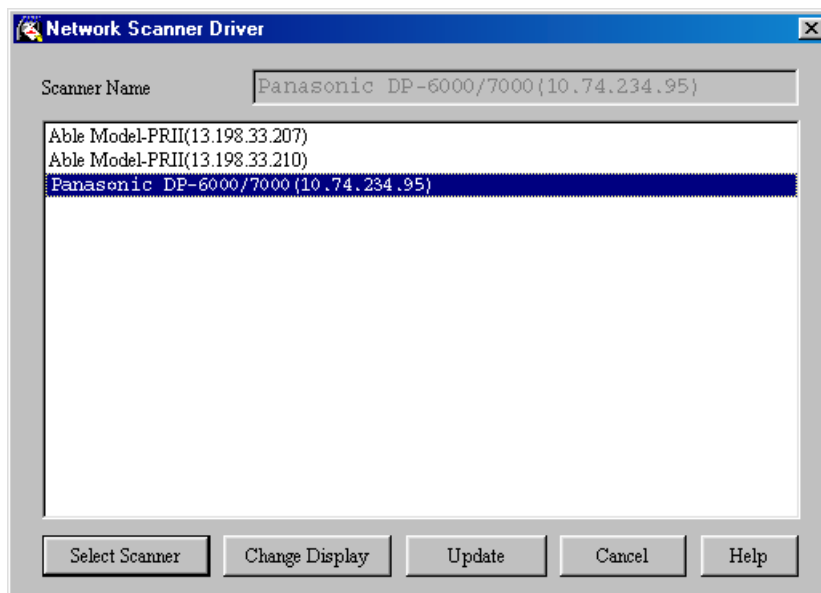 Network Scanner Driver
Scanner Name Panasonic DP-6000/7000(10.74.234.95)
Able Model-PRII(13.198.33.207)
Able Model-PRII(13.198.33.210)
Panasonic DP-6000/7000(10.74.234.95)
Select Scanner Change Display Update Cancel Help